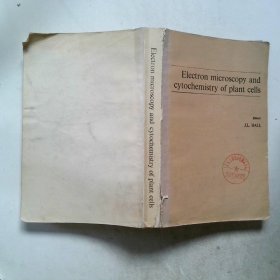 Electron microscopy and cytochemistry of plant cells
Electron microscopy and
cytochemistry of plant cells
Editor
J.L. HALL